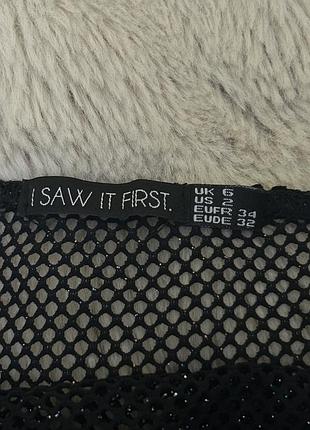 I SAW IT FIRST.
UK 6
US 2
EUFR 34
EUDE 32